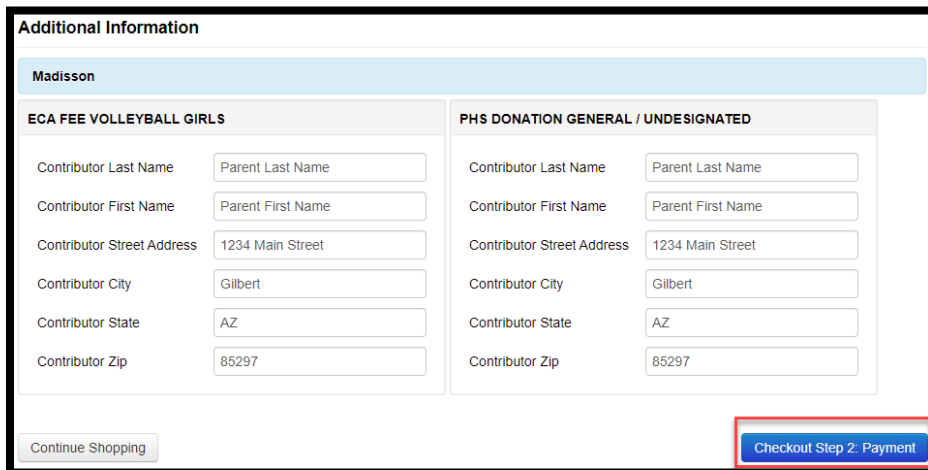 Additional Information
Madisson
ECA FEE VOLLEYBALL GIRLS
Contributor Last Name Parent Last Name
Contributor First Name Parent First Name
Contributor Street Address 1234 Main Street
Contributor City Gilbert
Contributor State AZ
Contributor Zip 85297
PHS DONATION GENERAL / UNDESIGNATED
Contributor Last Name Parent Last Name
Contributor First Name Parent First Name
Contributor Street Address 1234 Main Street
Contributor City Gilbert
Contributor State AZ
Contributor Zip 85297
Continue Shopping
Checkout Step 2: Payment